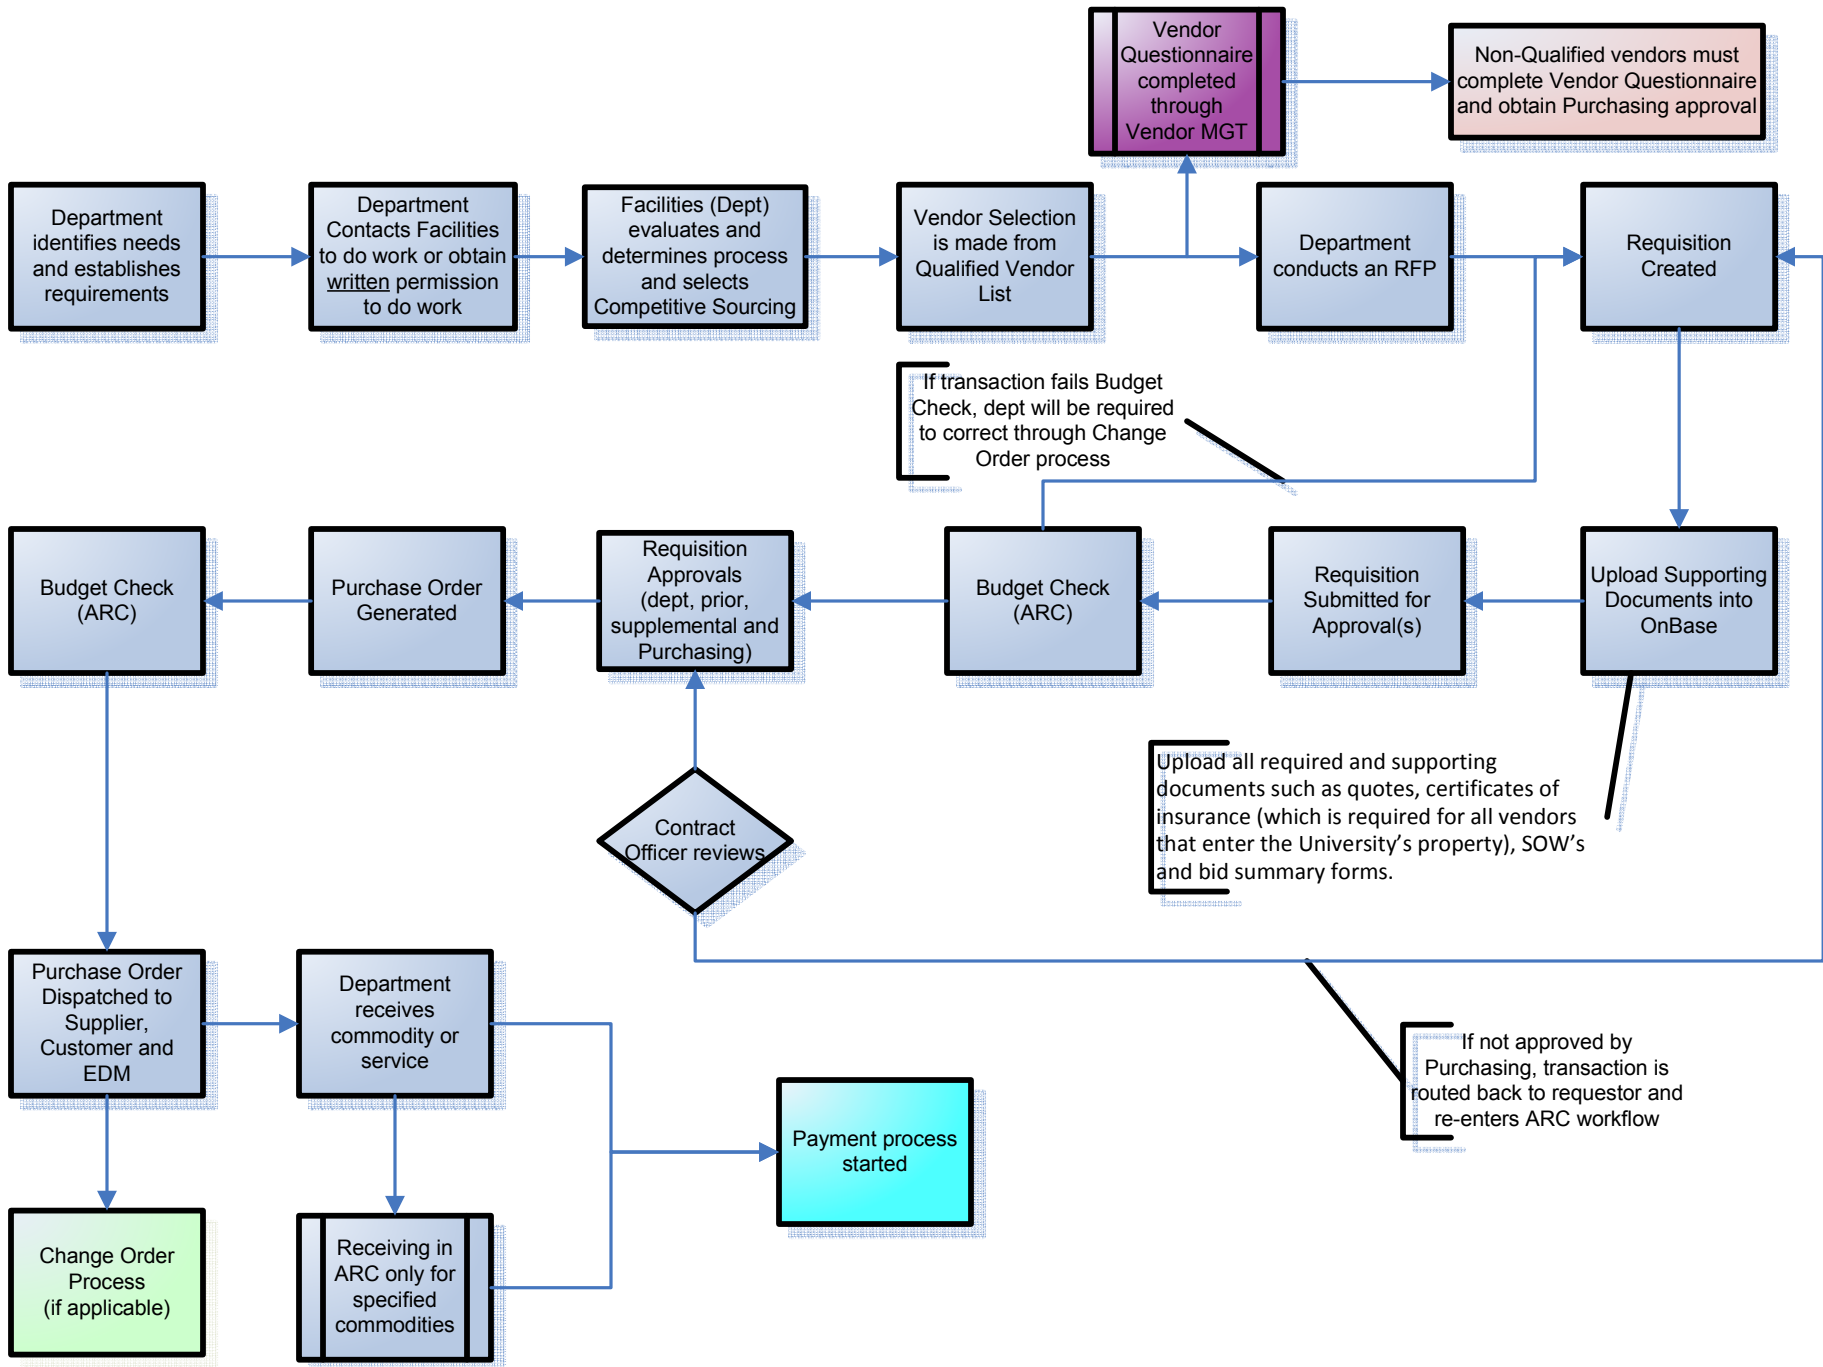 Vendor
Questionnaire
completed
through
Vendor MGT
Non-Qualified vendors must
complete Vendor Questionnaire
and obtain Purchasing approval
Department
identifies needs
and establishes
requirements
Department
Contacts Facilities
to do work or obtain
written permission
to do work
Facilities (Dept)
evaluates and
determines process
and selects
Competitive Sourcing
Vendor Selection
is made from
Qualified Vendor
List
Department
conducts an RFP
Requisition
Created
If transaction fails Budget
Check, dept will be required
to correct through Change
Order process
Budget Check
(ARC)
Purchase Order
Generated
Requisition
Approvals
(dept, prior,
supplemental and
Purchasing)
Budget Check
(ARC)
Requisition
Submitted for
Approval(s)
Upload Supporting
Documents into
OnBase
Contract
Officer reviews
Upload all required and supporting
documents such as quotes, certificates of
insurance (which is required for all vendors
that enter the University's property), SOW's
and bid summary forms.
Purchase Order
Dispatched to
Supplier,
Customer and
EDM
Department
receives
commodity or
service
If not approved by
Purchasing, transaction is
routed back to requestor and
re-enters ARC workflow
Payment process
started
Change Order
Process
(if applicable)
Receiving in
ARC only for
specified
commodities